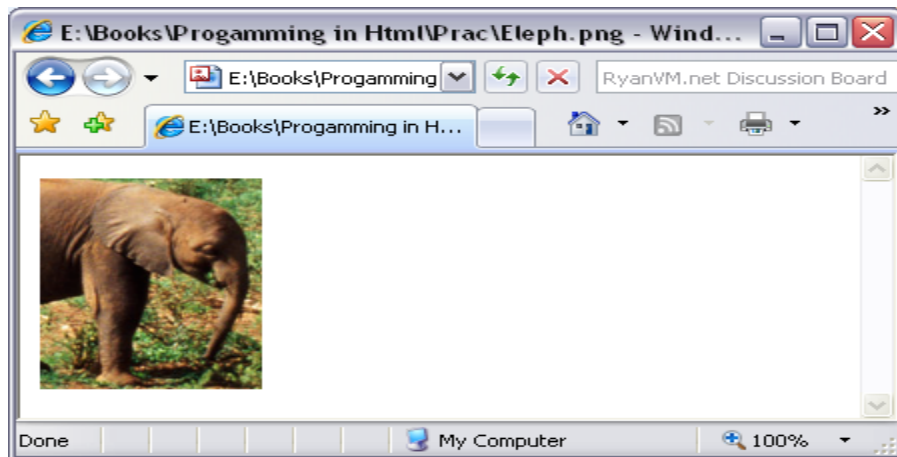 E:\Books\Progamming in Html\Prac\Eleph.png - Wind...
E:\Books\Progamming
RyanVM.net Discussion Board
E:\Books\Progamming in H...
Done
My Computer
100%